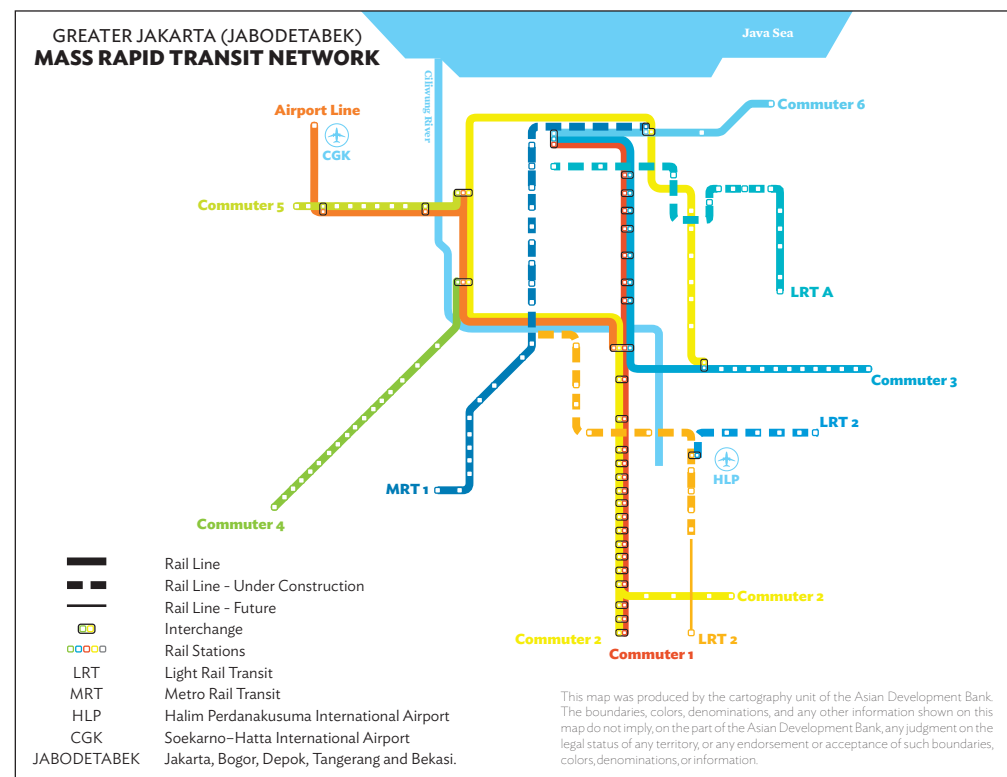 GREATER JAKARTA (JABODETABEK)
MASS RAPID TRANSIT NETWORK
Java Sea
Ciliwung River
Airport Line
CGK
Commuter 6
Commuter 5
LRT A
Commuter 3
LRT 2
HLP
MRT 1
Commuter 4
Commuter 2
Commuter 2
LRT 2
Commuter 1
Rail Line
Rail Line - Under Construction
Rail Line - Future
Interchange
Rail Stations
LRT Light Rail Transit
MRT Metro Rail Transit
HLP Halim Perdanakusuma International Airport
CGK Soekarno–Hatta International Airport
JABODETABEK Jakarta, Bogor, Depok, Tangerang and Bekasi.
This map was produced by the cartography unit of the Asian Development Bank.
The boundaries, colors, denominations, and any other information shown on this
map do not imply, on the part of the Asian Development Bank, any judgment on the
legal status of any territory, or any endorsement or acceptance of such boundaries,
colors, denominations, or information.